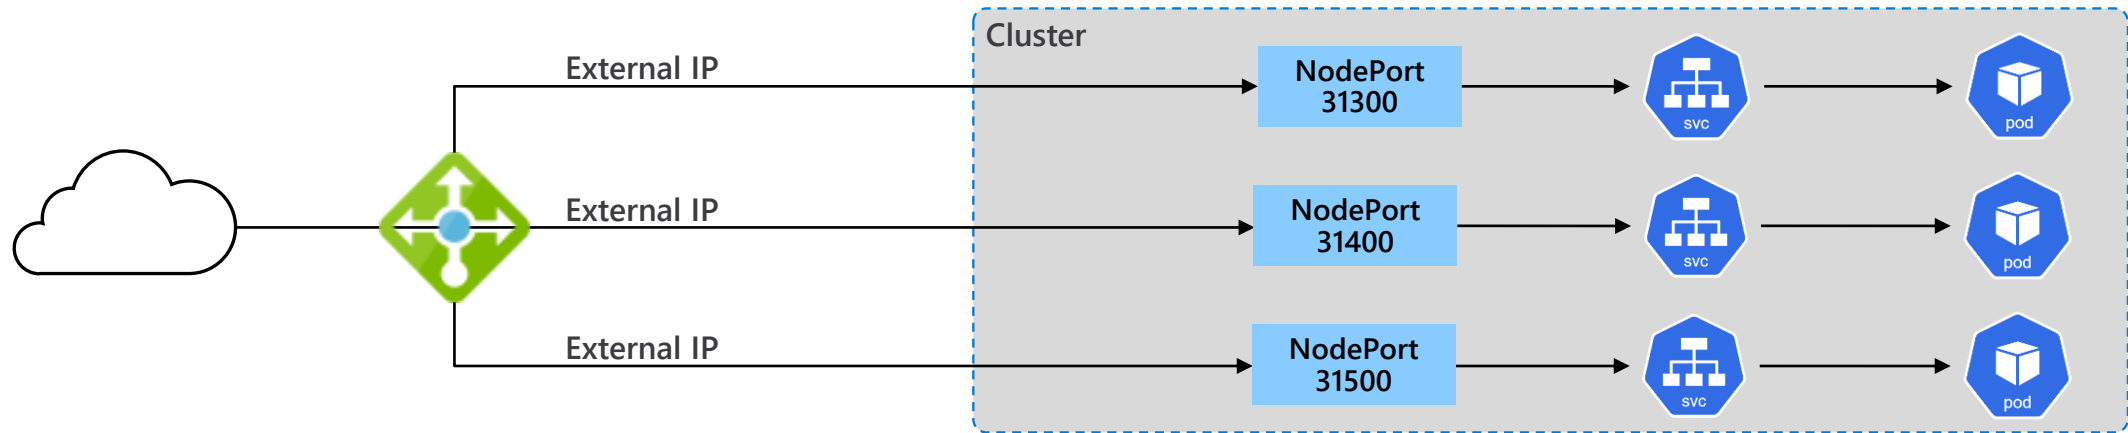 Cluster
External IP
NodePort
31300
svc
pod
External IP
NodePort
31400
svc
pod
External IP
NodePort
31500
svc
pod